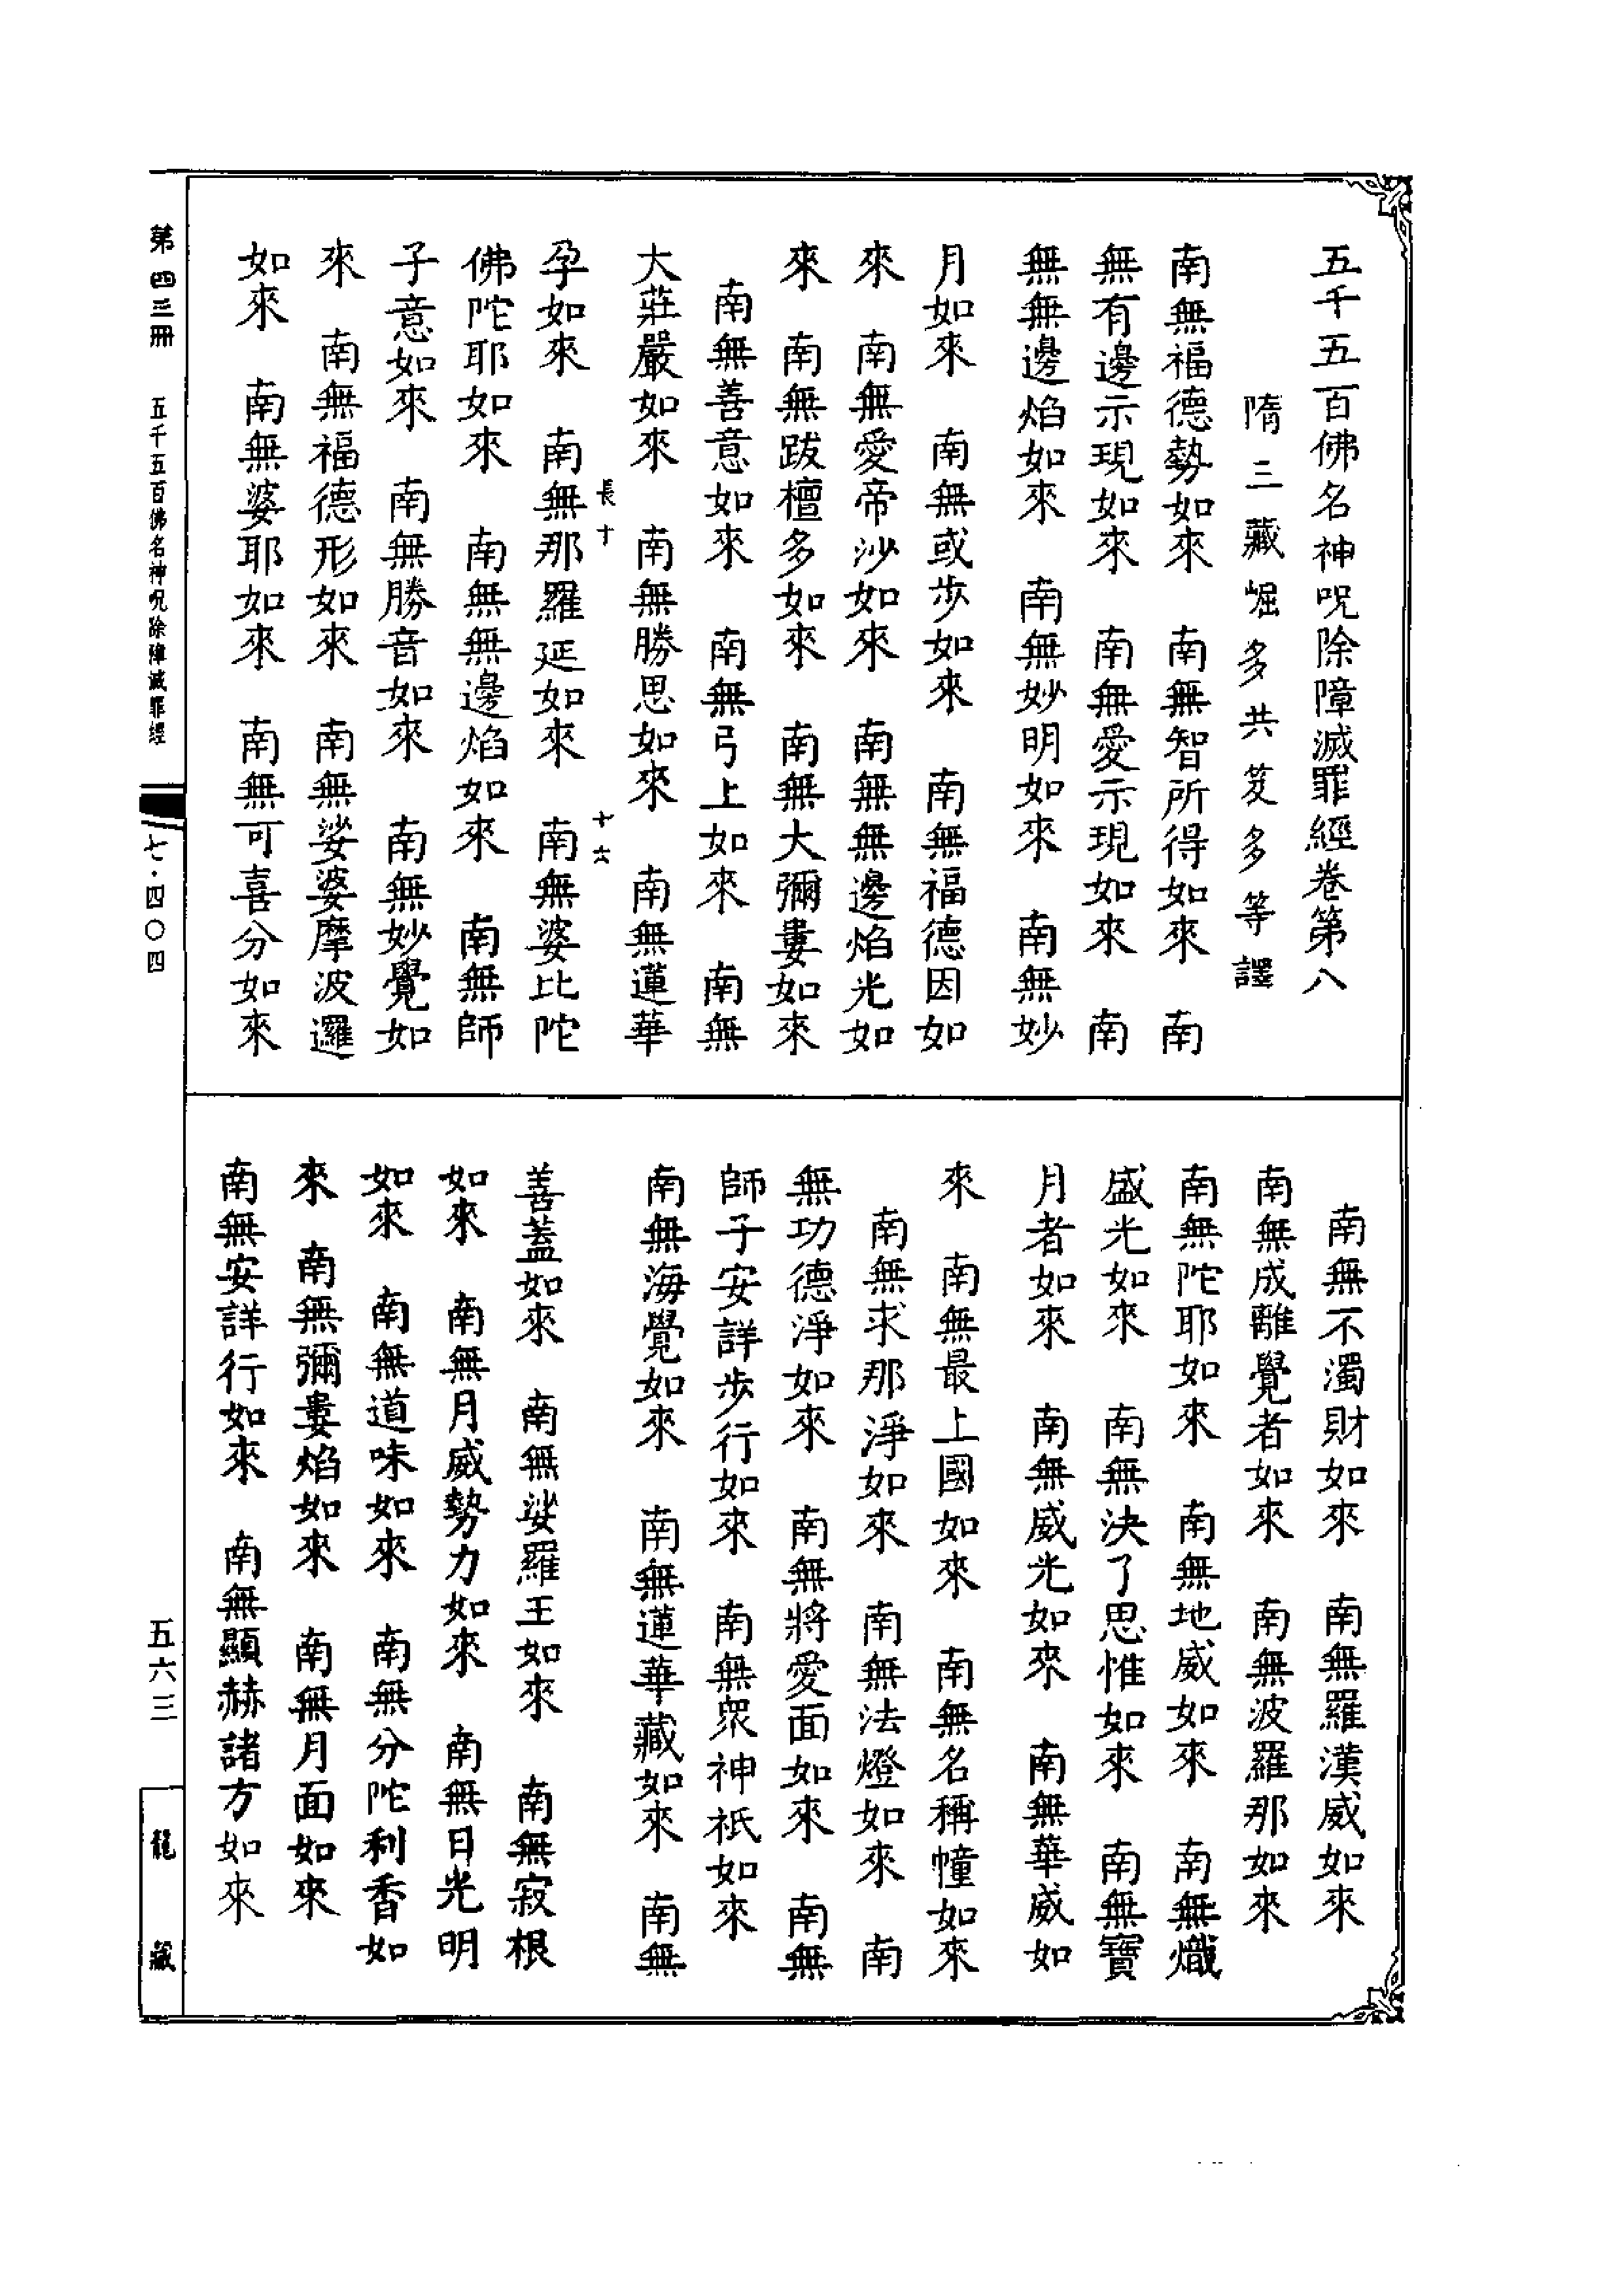 五千五百佛名神呪除障滅罪經卷第八
隋三藏崛多共笈多等譯
南無福德勢如來　南無智所得如來　南
無有邊示現如來　南無愛示現如來　南
無無邊焰如來　南無妙明如來　南無妙
月如來　南無或步如來　南無福德因如
來　南無愛帝沙如來　南無無邊焰光如
來　南無跋檀多如來　南無大彌婁如來
南無善意如來　南無弓上如來　南無
大莊嚴如來　南無勝思如來　南無蓮華
長十　十六
孕如來　南無那羅延如來　南無婆比陀
佛陀耶如來　南無無邊焰如來　南無師
子意如來　南無勝音如來　南無妙覺如
來　南無福德形如來　南無娑婆摩波邏
如來　南無婆耶如來　南無可喜分如來
南無不濁財如來　南無羅漢威如來
南無成離覺者如來　南無波羅那如來
南無陀耶如來　南無地威如來　南無熾
盛光如來　南無決了思惟如來　南無寶
月者如來　南無威光如來　南無華威如
來　南無最上國如來　南無名稱幢如來
南無求那淨如來　南無法燈如來　南
無功德淨如來　南無將愛面如來　南無
師子安詳步行如來　南無眾神祇如來
南無海覺如來　南無蓮華藏如來　南無
善蓋如來　南無娑羅王如來　南無寂根
如來　南無月威勢力如來　南無日光明
如來　南無道味如來　南無分陀利香如
來　南無彌婁焰如來　南無月面如來
南無安詳行如來　南無顯赫諸方如來
第四三冊　五千五百佛名神呪除障滅罪經
七·四〇四
五六三
龍藏